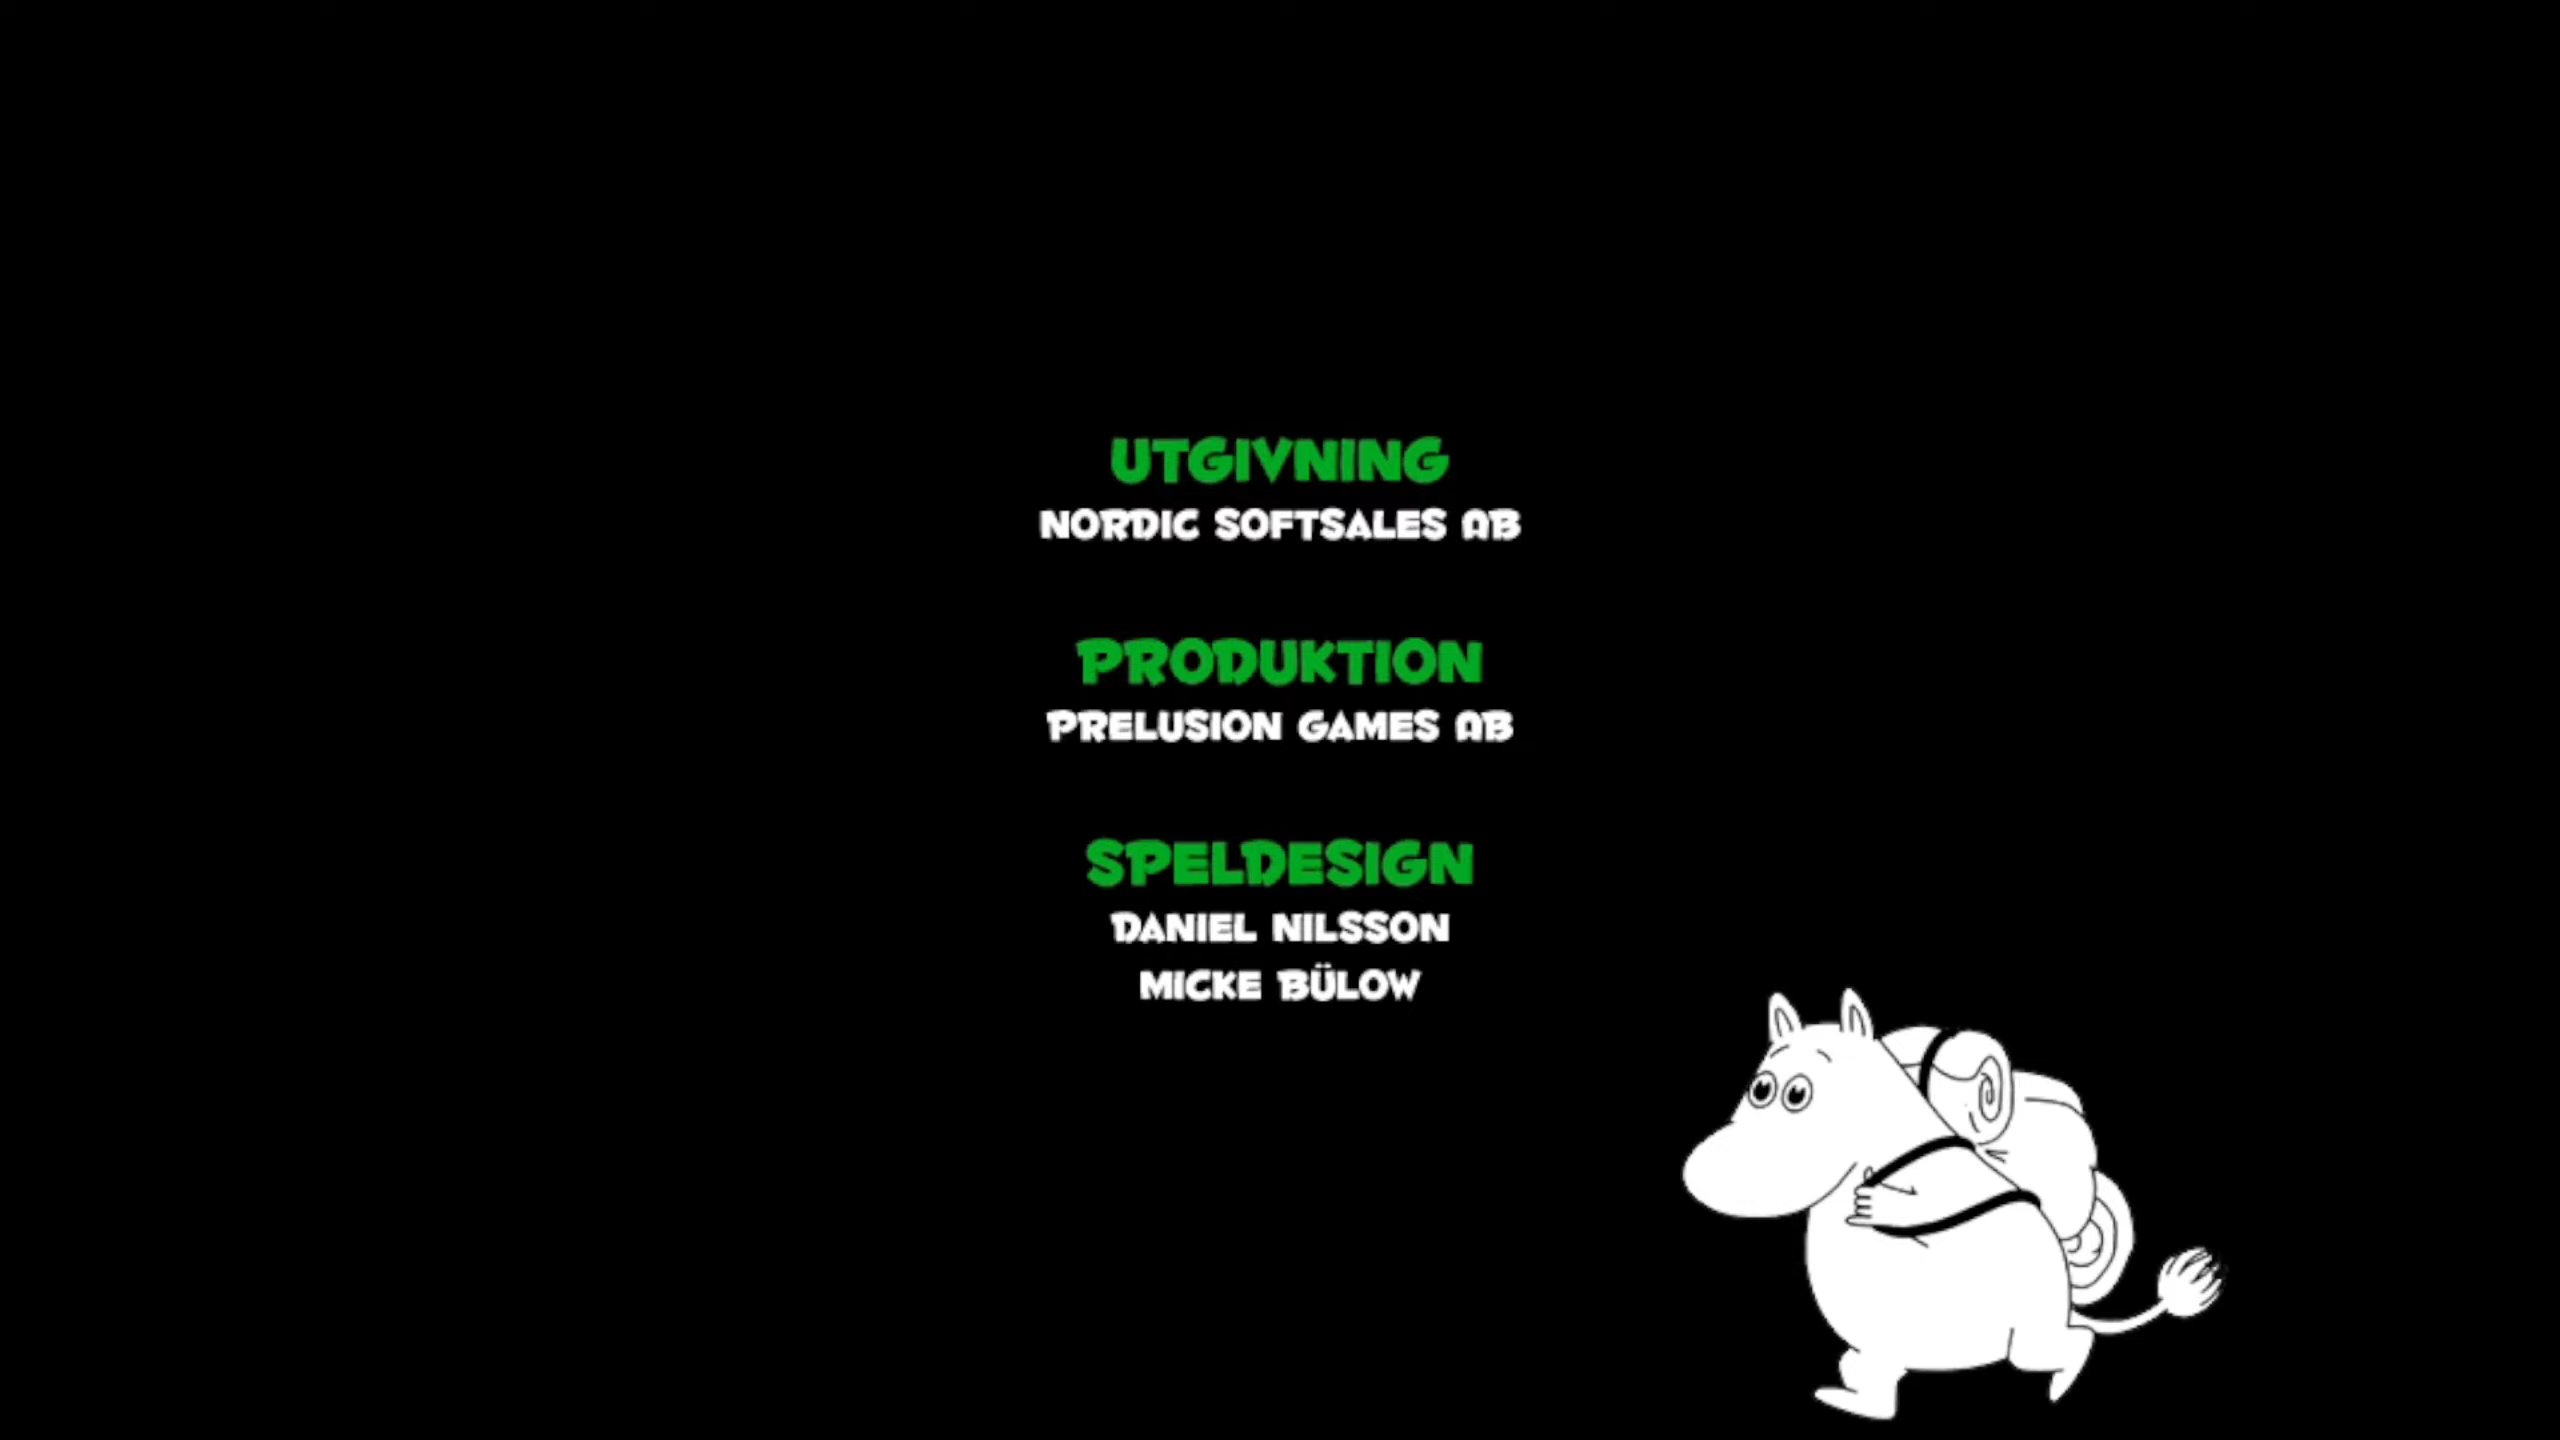 UTGIVNING
NORDIC SOFTSALES AB
PRODUKTION
PRELUSION GAMES AB
SPELDESIGN
DANIEL NILSSON
MICKE BÜLOW